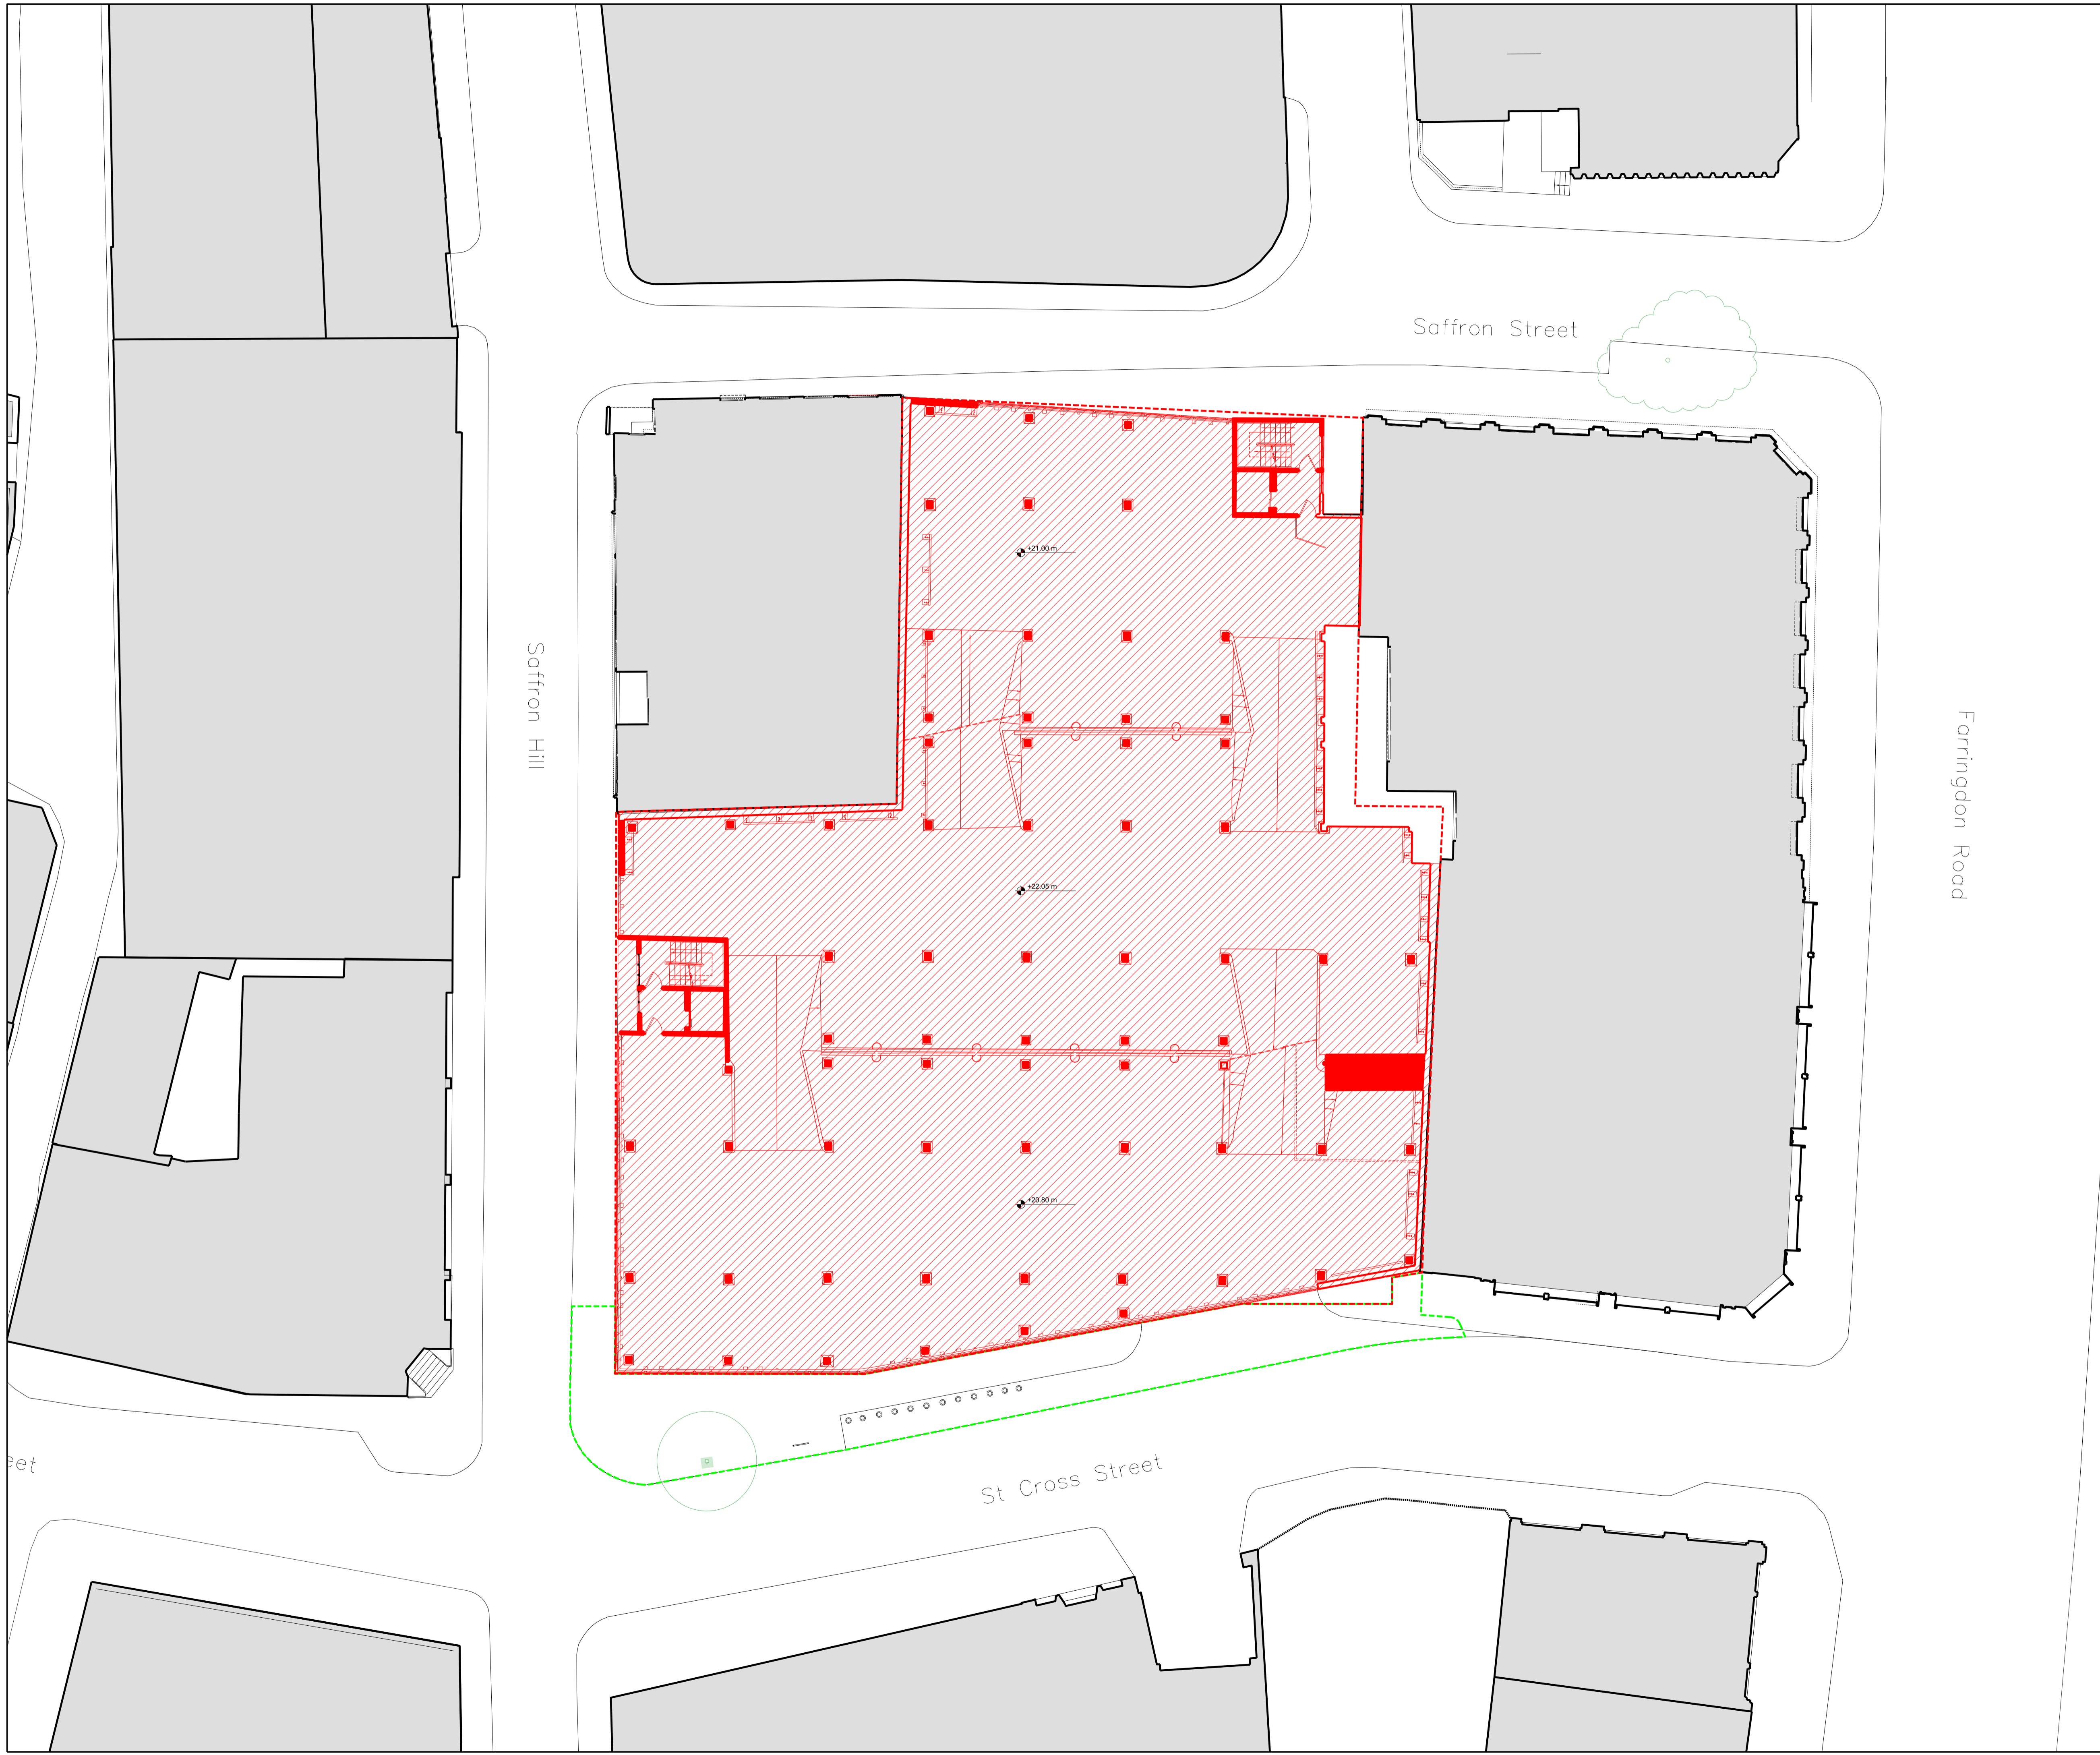 Saffron Street
+21.00 m
Saffron Hill
Farringdon Road
+22.05 m
+20.80 m
eet
St Cross Street